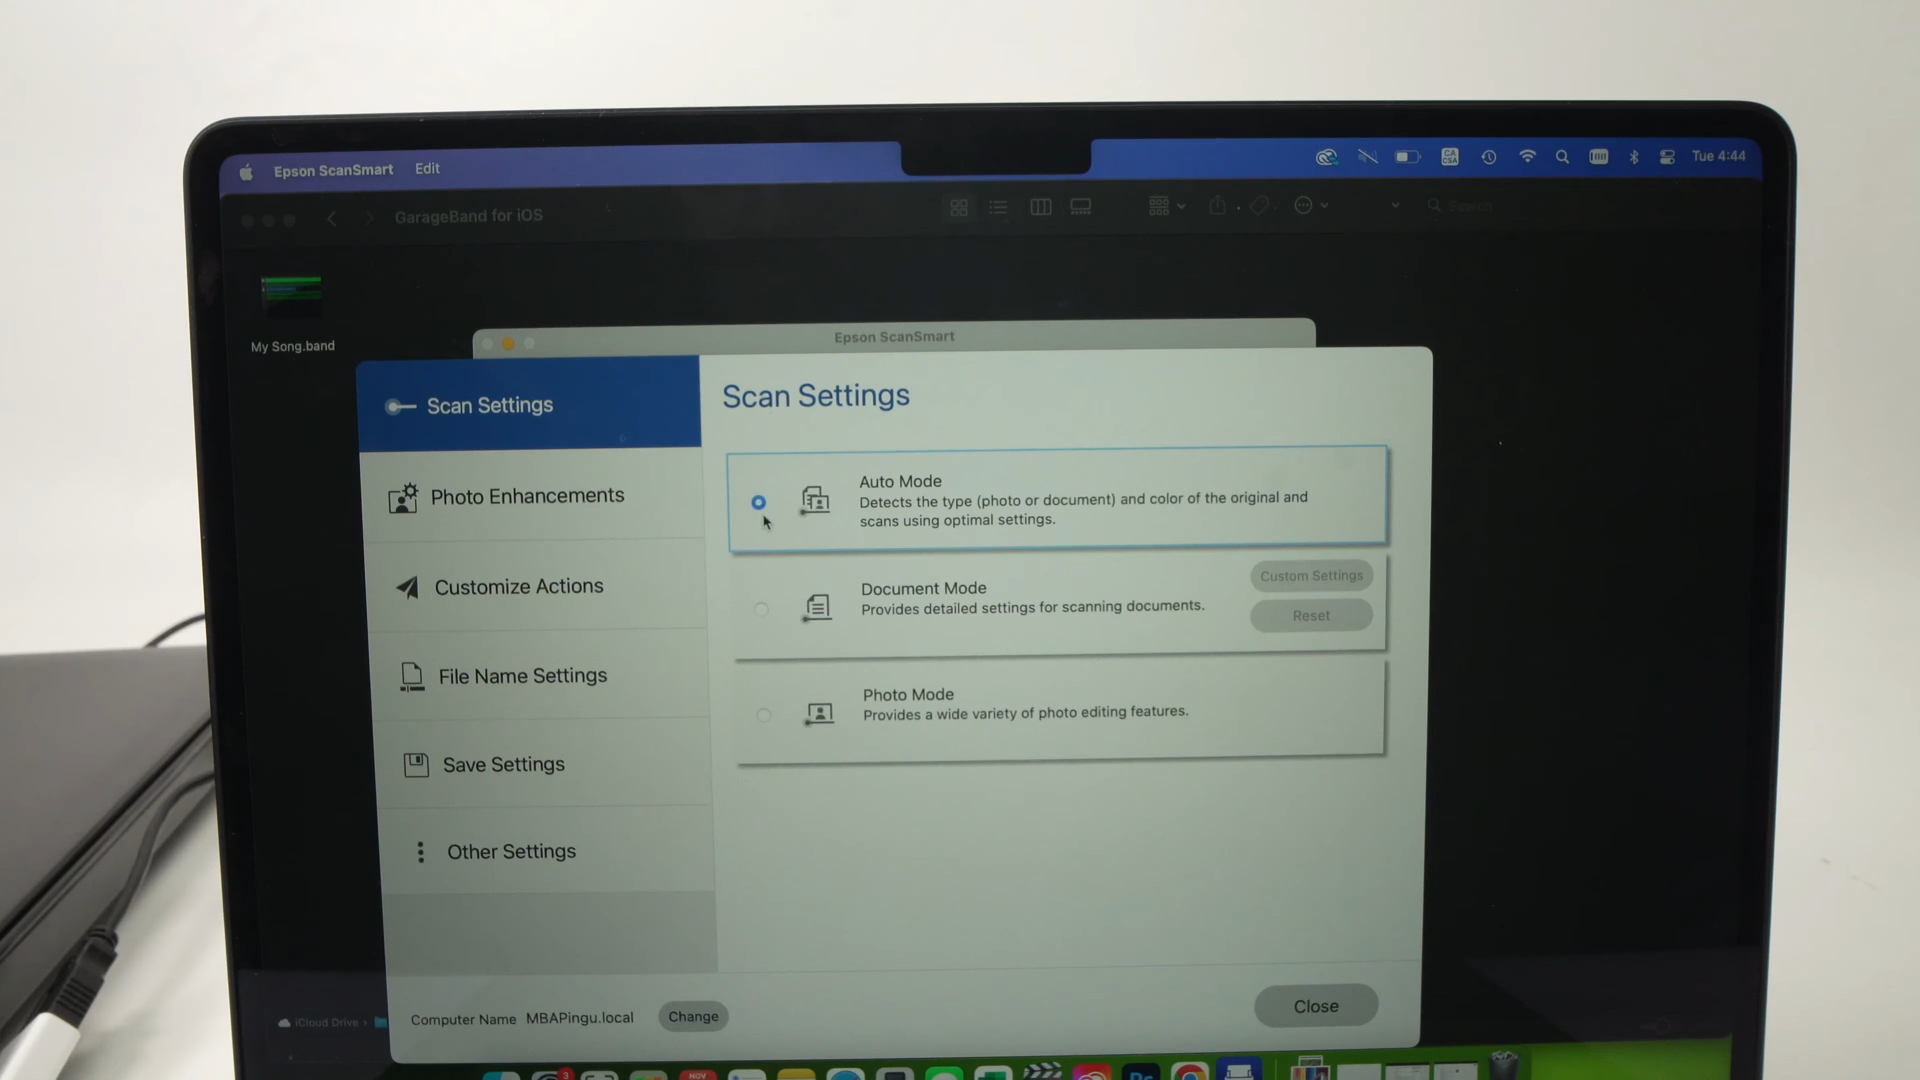 Epson ScanSmart Edit
Tue 4:44
GarageBand for iOS
Search
My Song.band
Epson ScanSmart
Scan Settings
Photo Enhancements
Customize Actions
File Name Settings
Save Settings
Other Settings
Scan Settings
Auto Mode
Detects the type (photo or document) and color of the original and
scans using optimal settings.
Document Mode
Provides detailed settings for scanning documents.
Custom Settings
Reset
Photo Mode
Provides a wide variety of photo editing features.
Computer Name MBAPingu.local
Change
Close
iCloud Drive
3
NOV